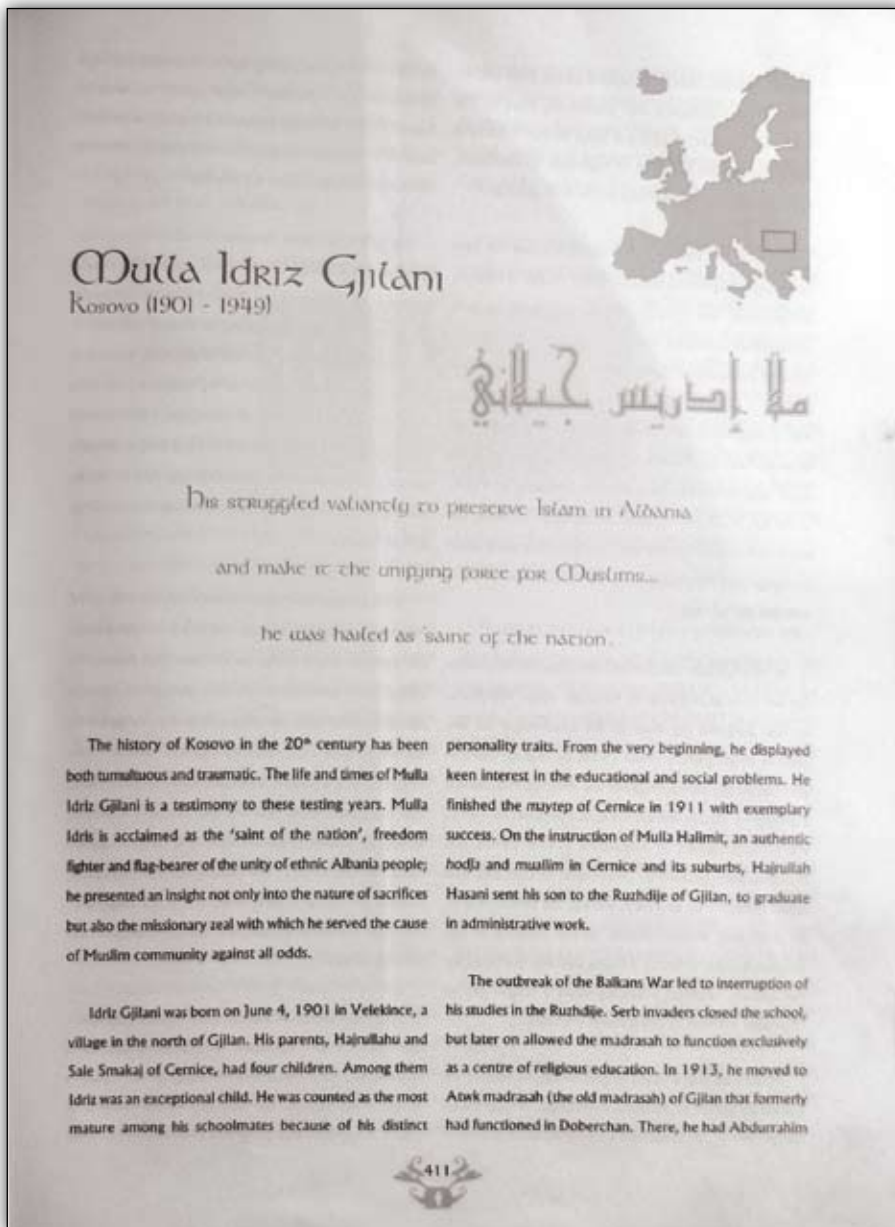 Mulla Idriz Gjilani
Kosovo (1901 - 1949)
ملا إدريس جيلاني
His struggled valiantly to preserve Islam in Albania
and make it the unifying force for Muslims...
he was hailed as 'saint of the nation.
The history of Kosovo in the 20th century has been
both tumultuous and traumatic. The life and times of Mulla
Idriz Gjilani is a testimony to these testing years. Mulla
Idris is acclaimed as the 'saint of the nation', freedom
fighter and flag-bearer of the unity of ethnic Albania people;
he presented an insight not only into the nature of sacrifices
but also the missionary zeal with which he served the cause
of Muslim community against all odds.
Idriz Gjilani was born on June 4, 1901 in Velekince, a
village in the north of Gjilan. His parents, Hajrullahu and
Sale Smakaj of Cernice, had four children. Among them
Idriz was an exceptional child. He was counted as the most
mature among his schoolmates because of his distinct
personality traits. From the very beginning, he displayed
keen interest in the educational and social problems. He
finished the muytep of Cernice in 1911 with exemplary
success. On the instruction of Mulla Halimit, an authentic
hodja and muallim in Cernice and its suburbs, Hajrullah
Hasani sent his son to the Ruzhdije of Gjilan, to graduate
in administrative work.
The outbreak of the Balkans War led to interruption of
his studies in the Ruzhdije. Serb invaders closed the school,
but later on allowed the madrasah to function exclusively
as a centre of religious education. In 1913, he moved to
Atwk madrasah (the old madrasah) of Gjilan that formerly
had functioned in Doberchan. There, he had Abdurrahim
411